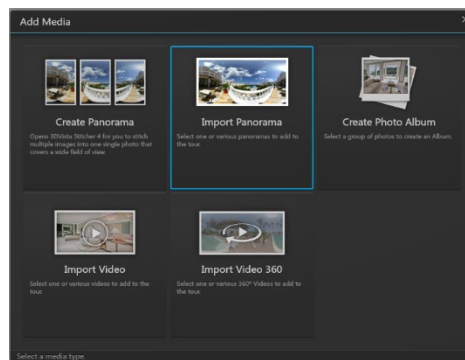 Add Media
Create Panorama
Opens 3DVista Stitcher 4 for you to stitch
multiple images into one single photo that
covers a wide field of view.
Import Panorama
Select one or various panoramas to add to
the tour.
Create Photo Album
Select a group of photos to create an Album.
Import Video
Select one or various videos to add to the
tour.
Import Video 360
Select one or various 360º Videos to add to
the tour.
Select a media type.